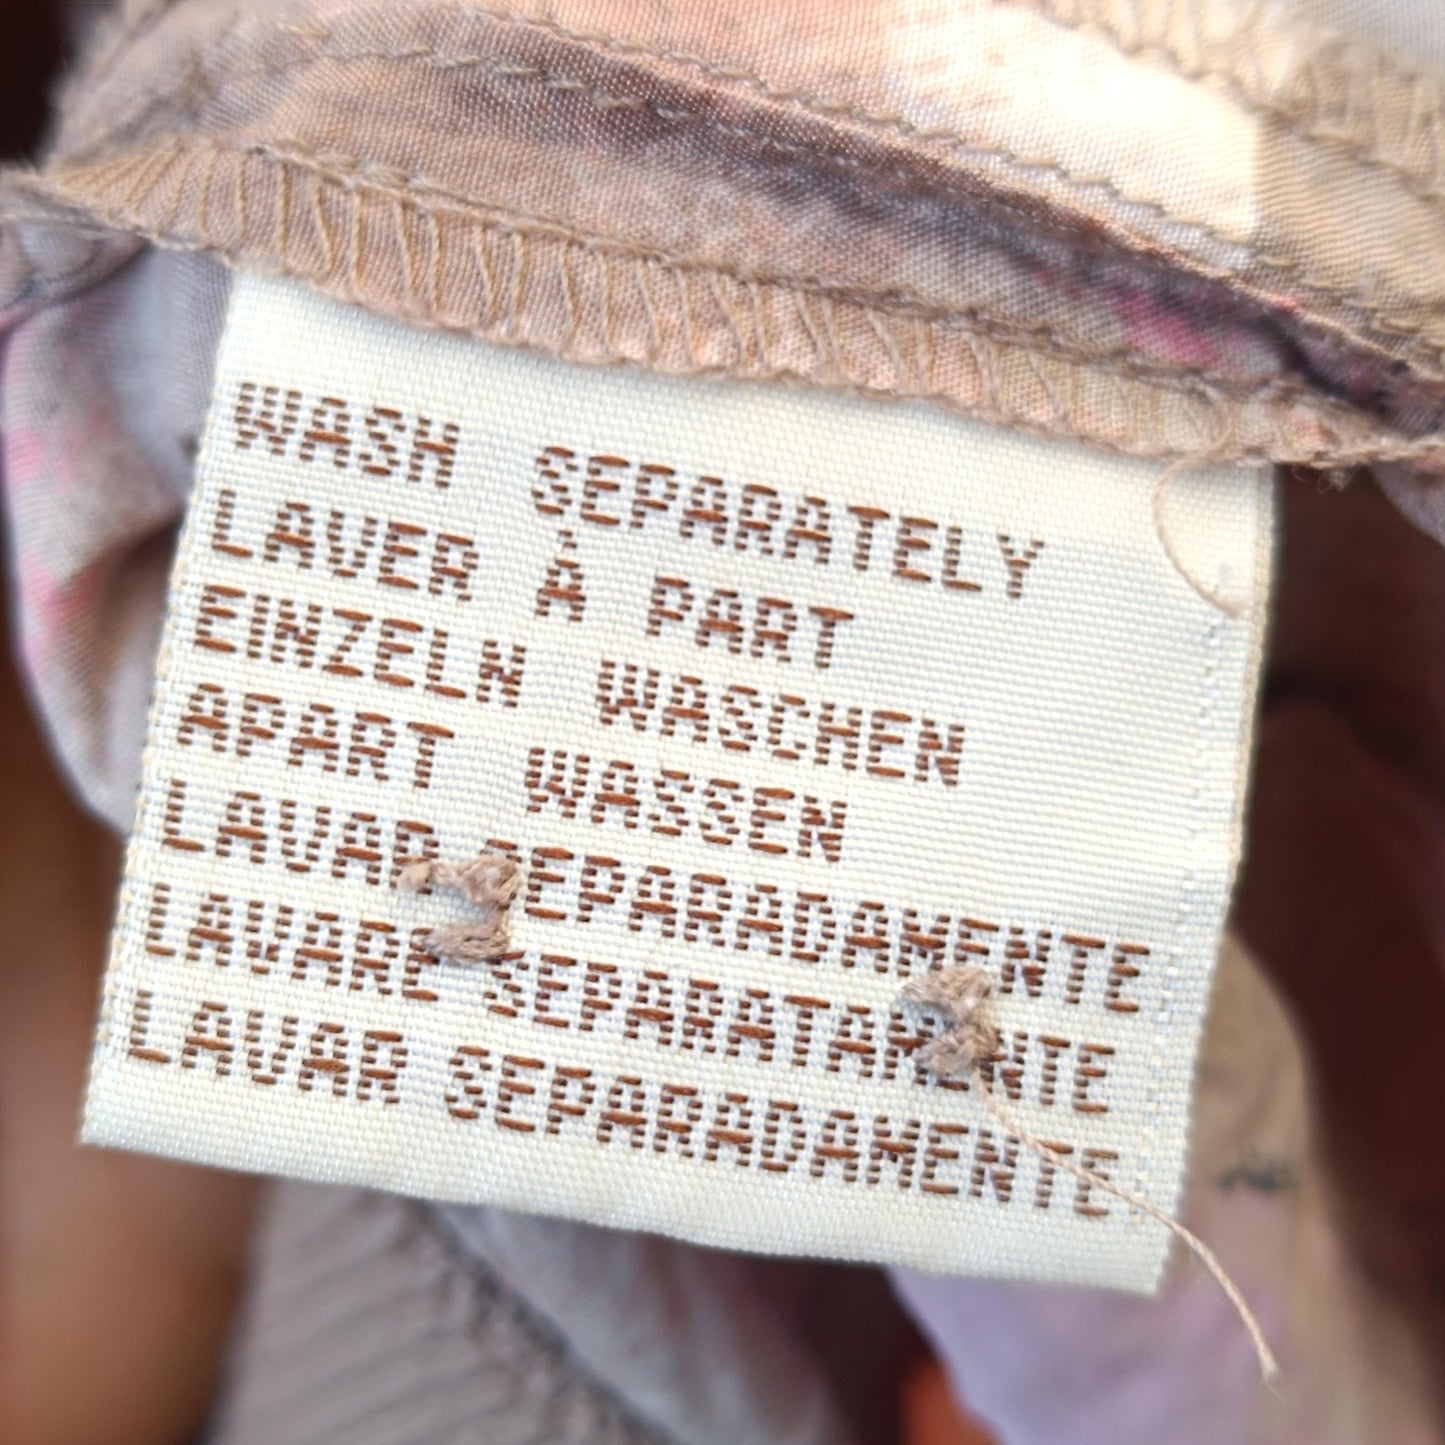 WASH SEPARATELY
LAVER À PART
EINZELN WASCHEN
APART WASSEN
LAVAR SEPARADAMENTE
LAVARE SEPARATAMENTE
LAVAR SEPARADAMENTE